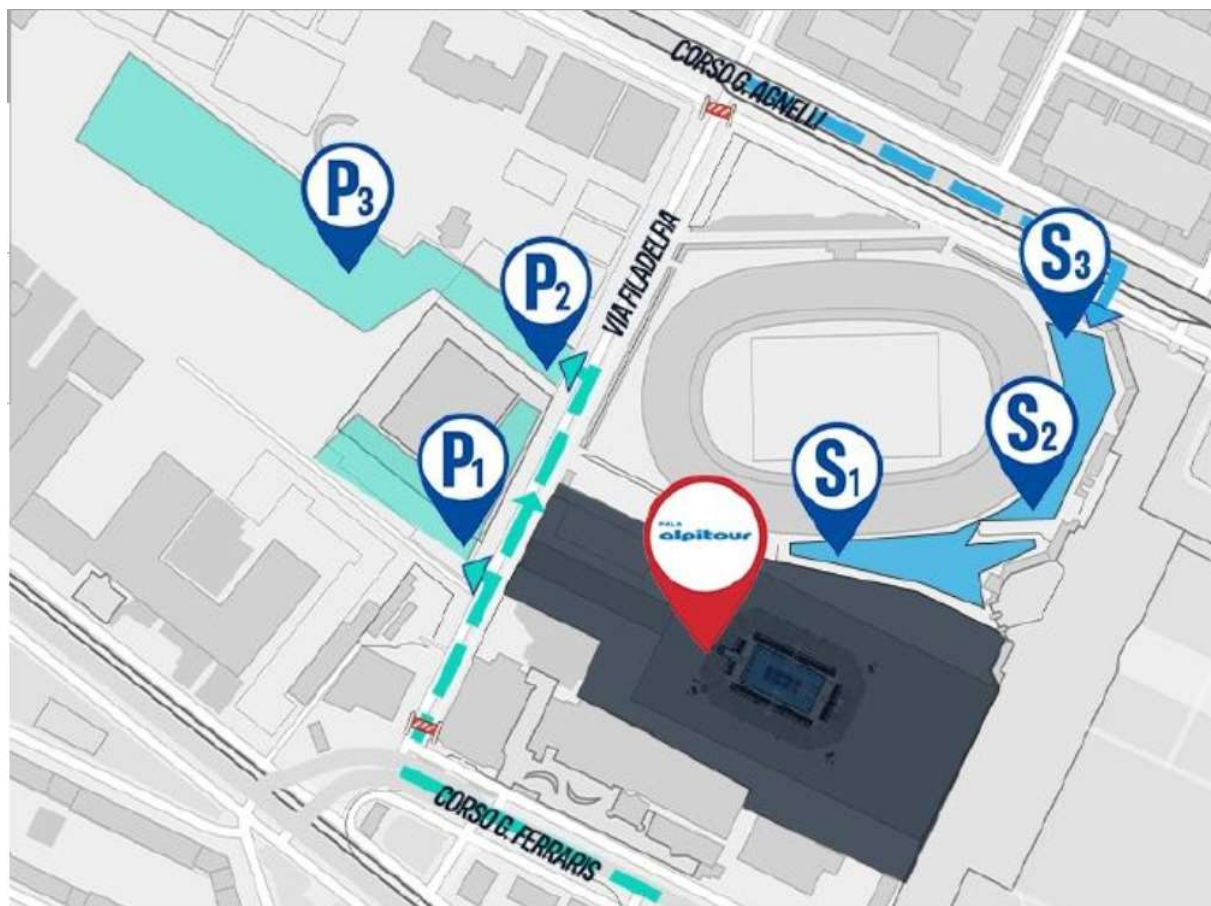 CORSO G. AGNELLI
P3
S3
P2
VIA FILADELFIA
S2
P1
S1
PALA
alpitour
CORSO G. FERRARIS